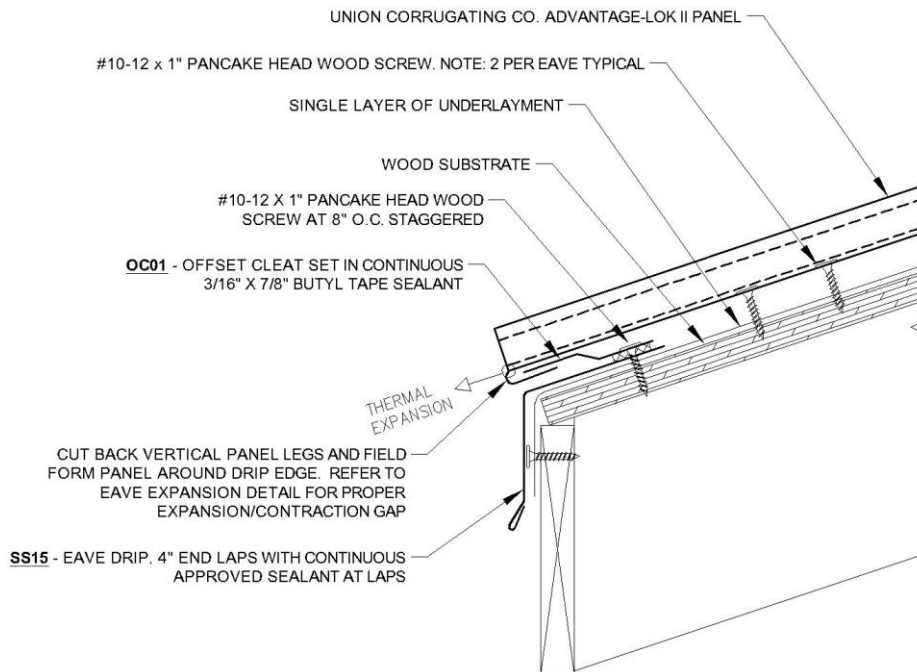 UNION CORRUGATING CO. ADVANTAGE-LOK II PANEL
#10-12 x 1" PANCAKE HEAD WOOD SCREW. NOTE: 2 PER EAVE TYPICAL
SINGLE LAYER OF UNDERLAYMENT
WOOD SUBSTRATE
#10-12 X 1" PANCAKE HEAD WOOD
SCREW AT 8" O.C. STAGGERED
OC01 - OFFSET CLEAT SET IN CONTINUOUS
3/16" X 7/8" BUTYL TAPE SEALANT
THERMAL
EXPANSION
CUT BACK VERTICAL PANEL LEGS AND FIELD
FORM PANEL AROUND DRIP EDGE. REFER TO
EAVE EXPANSION DETAIL FOR PROPER
EXPANSION/CONTRACTION GAP
SS15 - EAVE DRIP, 4" END LAPS WITH CONTINUOUS
APPROVED SEALANT AT LAPS